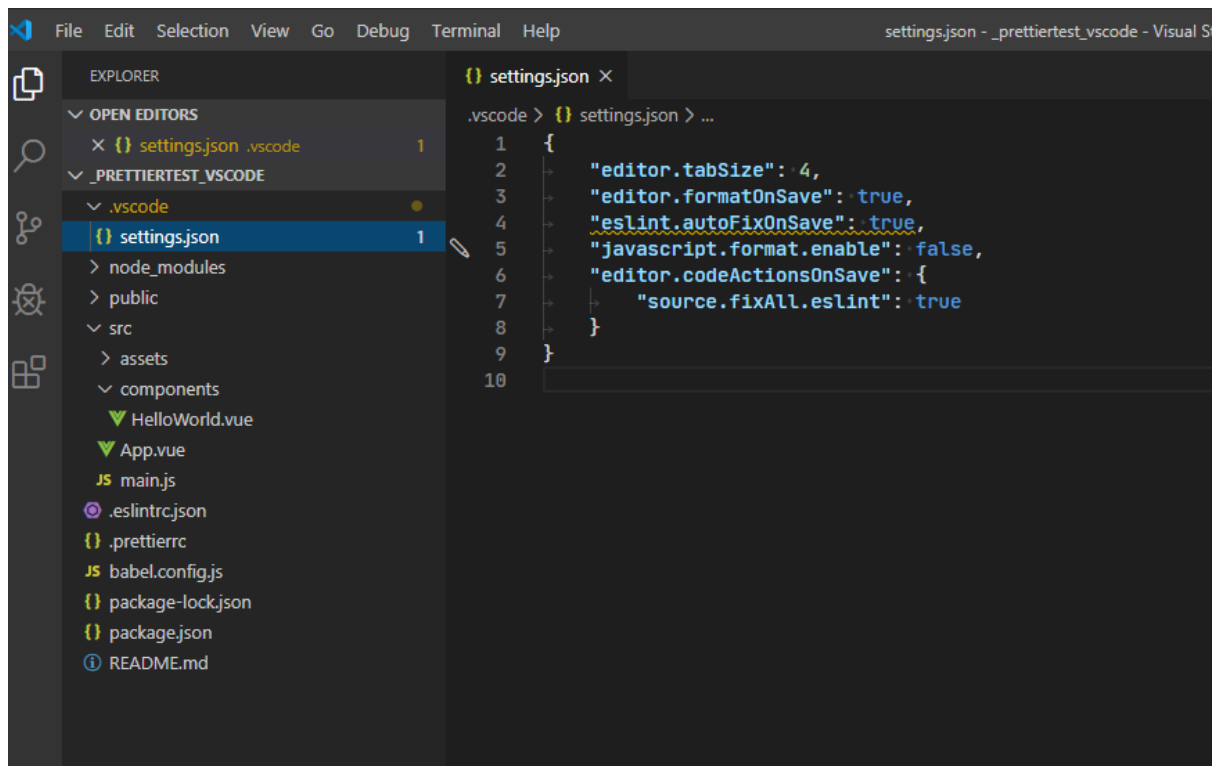 File Edit Selection View Go Debug Terminal Help settings.json - _prettiertest_vscode - Visual
EXPLORER
OPEN EDITORS
{} settings.json .vscode 1
_PRETTIERTEST_VSCODE
.vscode
{} settings.json 1
node_modules
public
src
assets
components
HelloWorld.vue
App.vue
JS main.js
.eslintrc.json
{} .prettierrc
JS babel.config.js
{} package-lock.json
{} package.json
README.md
{} settings.json ×
.vscode > {} settings.json > ...
1 {
2 "editor.tabSize": 4,
3 "editor.formatOnSave": true,
4 "eslint.autoFixOnSave": true,
5 "javascript.format.enable": false,
6 "editor.codeActionsOnSave": {
7 "source.fixAll.eslint": true
8 }
9 }
10